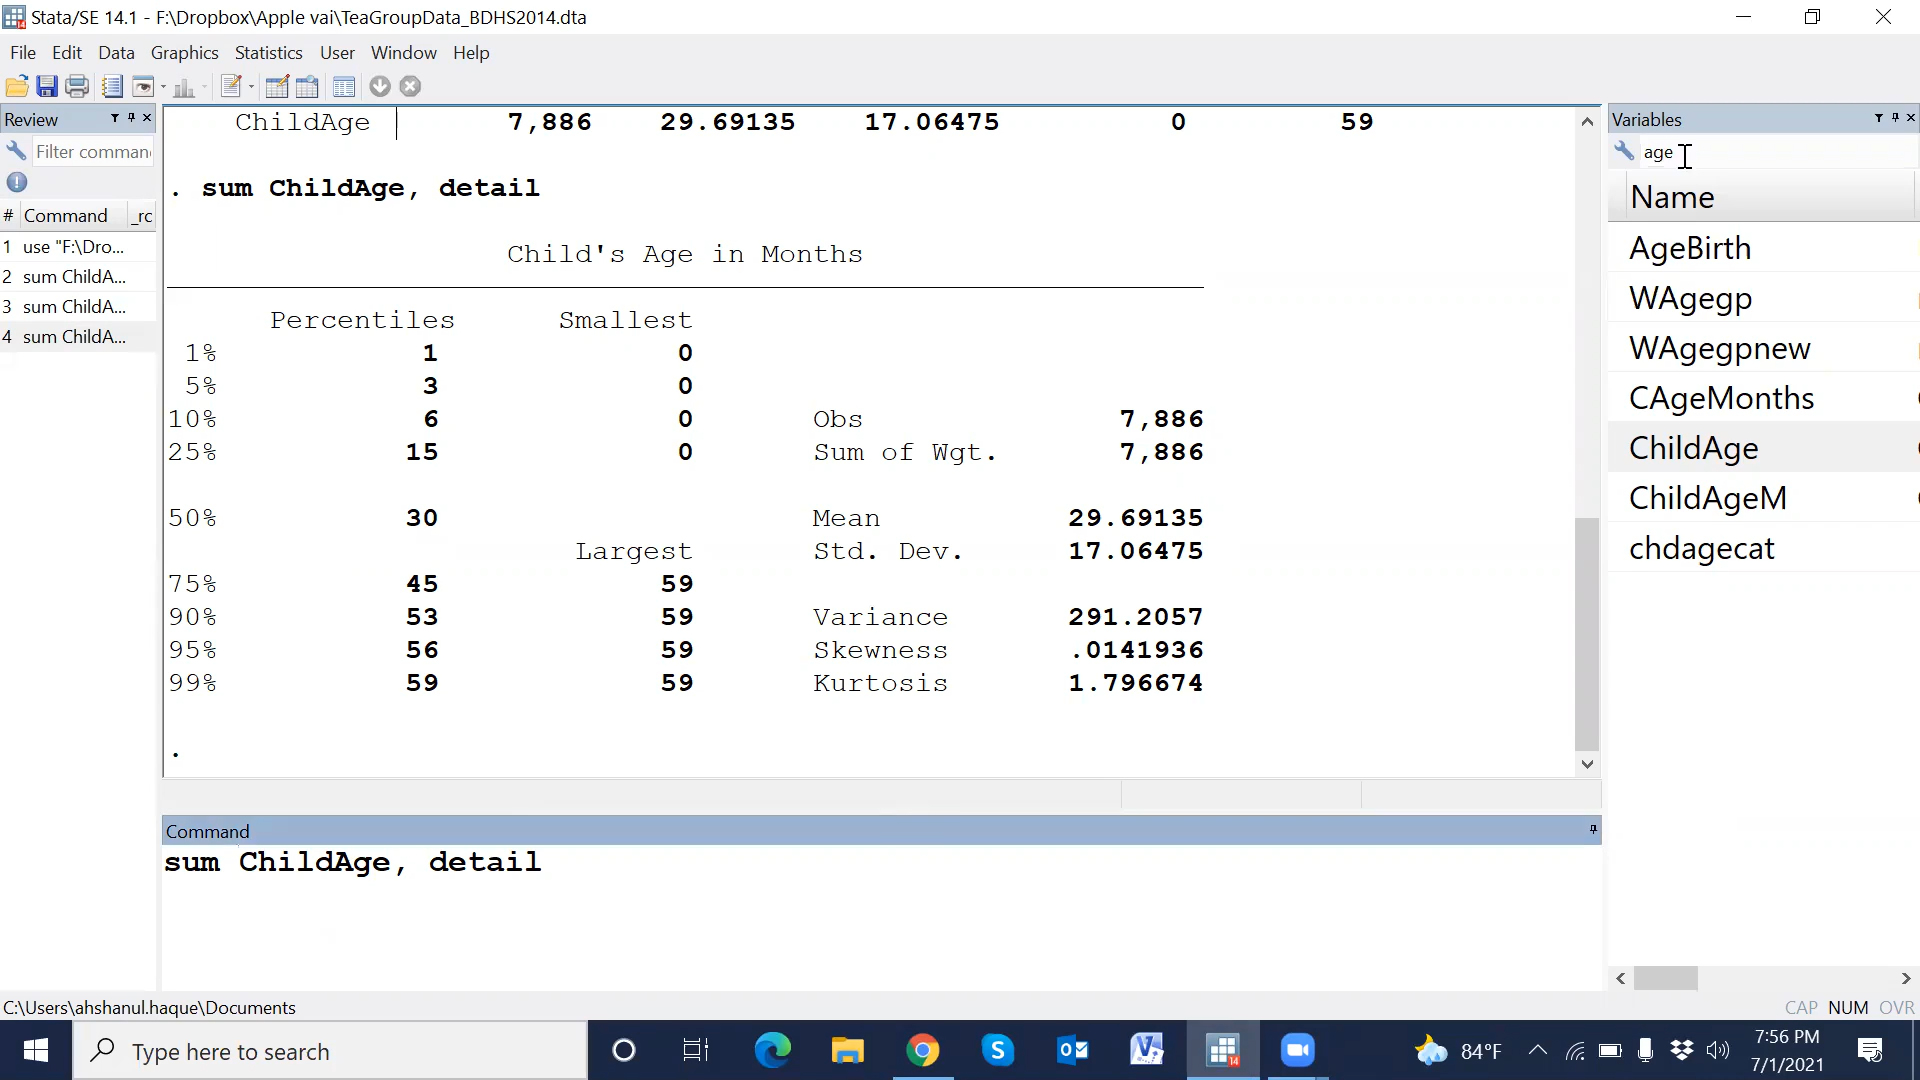 Stata/SE 14.1 - F:\Dropbox\Apple vai\TeaGroupData_BDHS2014.dta
File Edit Data Graphics Statistics User Window Help
Review
Filter comman
# Command _rc
1 use "F:\Dro...
2 sum ChildA...
3 sum ChildA...
4 sum ChildA...
ChildAge 7,886 29.69135 17.06475 0 59
. sum ChildAge, detail
Child's Age in Months
Percentiles Smallest
1% 1 0
5% 3 0
10% 6 0 Obs 7,886
25% 15 0 Sum of Wgt. 7,886
50% 30 Mean 29.69135
Largest Std. Dev. 17.06475
75% 45 59
90% 53 59 Variance 291.2057
95% 56 59 Skewness .0141936
99% 59 59 Kurtosis 1.796674
.
Command
sum ChildAge, detail
Variables
age
Name
AgeBirth
WAgegp
WAgegpnew
CAgeMonths
ChildAge
ChildAgeM
chdagecat
C:\Users\ahshanul.haque\Documents
CAP NUM OVR
Type here to search
84°F
7:56 PM
7/1/2021